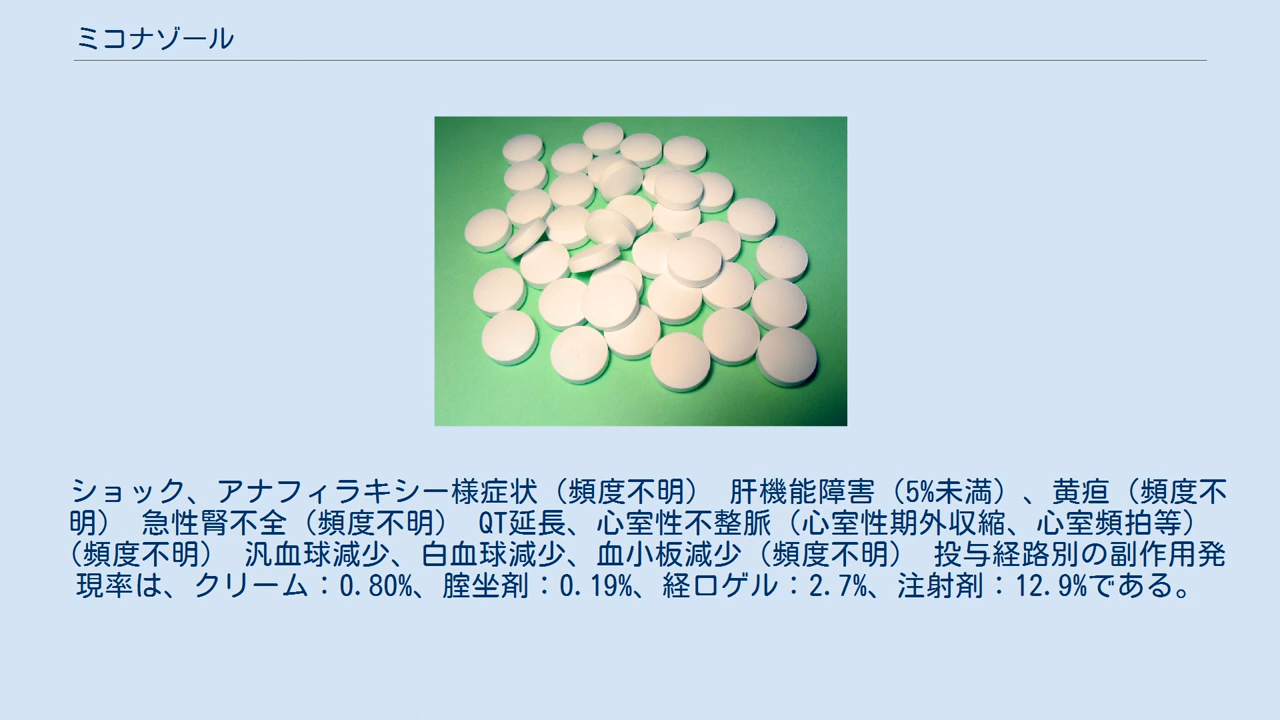 ミコナゾール
ショック、アナフィラキシー様症状（頻度不明）　肝機能障害（5%未満）、黄疸（頻度不
明）　急性腎不全（頻度不明）　QT延長、心室性不整脈（心室性期外収縮、心室頻拍等）
（頻度不明）　汎血球減少、白血球減少、血小板減少（頻度不明）　投与経路別の副作用発
現率は、クリーム：0.80%、腟坐剤：0.19%、経口ゲル：2.7%、注射剤：12.9%である。